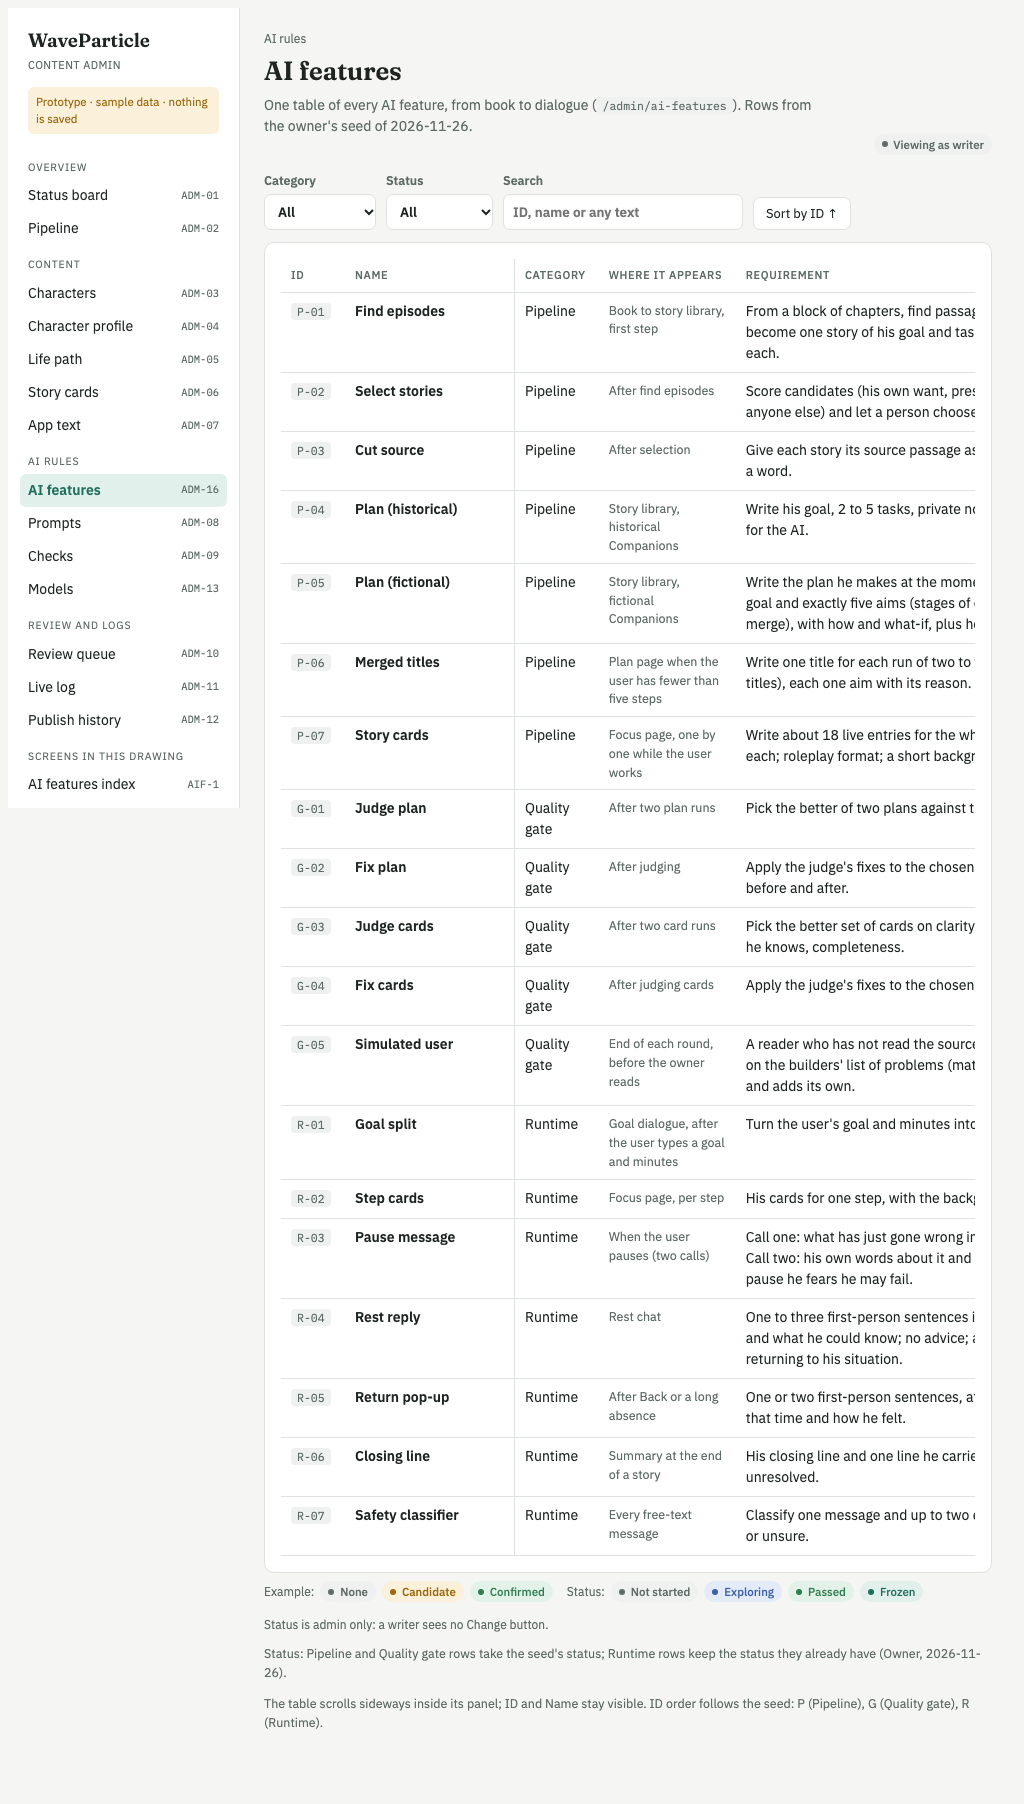 WaveParticle
CONTENT ADMIN
Prototype · sample data · nothing
is saved
OVERVIEW
Status board ADM-01
Pipeline ADM-02
CONTENT
Characters ADM-03
Character profile ADM-04
Life path ADM-05
Story cards ADM-06
App text ADM-07
AI RULES
AI features ADM-16
Prompts ADM-08
Checks ADM-09
Models ADM-13
REVIEW AND LOGS
Review queue ADM-10
Live log ADM-11
Publish history ADM-12
SCREENS IN THIS DRAWING
AI features index AIF-1
AI rules
AI features
One table of every AI feature, from book to dialogue ( /admin/ai-features ). Rows from
the owner's seed of 2026-11-26.
Viewing as writer
Category Status Search
All All ID, name or any text Sort by ID ↑
ID NAME CATEGORY WHERE IT APPEARS REQUIREMENT
P-01 Find episodes Pipeline Book to story library, From a block of chapters, find passag
first step become one story of his goal and tas
each.
P-02 Select stories Pipeline After find episodes Score candidates (his own want, pres
anyone else) and let a person choose
P-03 Cut source Pipeline After selection Give each story its source passage as
a word.
P-04 Plan (historical) Pipeline Story library, Write his goal, 2 to 5 tasks, private no
historical for the AI.
Companions
P-05 Plan (fictional) Pipeline Story library, Write the plan he makes at the mome
fictional goal and exactly five aims (stages of
Companions merge), with how and what-if, plus h
P-06 Merged titles Pipeline Plan page when the Write one title for each run of two to
user has fewer than titles), each one aim with its reason.
five steps
P-07 Story cards Pipeline Focus page, one by Write about 18 live entries for the wh
one while the user each; roleplay format; a short backgr
works
G-01 Judge plan Quality After two plan runs Pick the better of two plans against t
gate
G-02 Fix plan Quality After judging Apply the judge's fixes to the chosen
gate before and after.
G-03 Judge cards Quality After two card runs Pick the better set of cards on clarity
gate he knows, completeness.
G-04 Fix cards Quality After judging cards Apply the judge's fixes to the chosen
gate
G-05 Simulated user Quality End of each round, A reader who has not read the source
gate before the owner on the builders' list of problems (mat
reads and adds its own.
R-01 Goal split Runtime Goal dialogue, after Turn the user's goal and minutes into
the user types a goal
and minutes
R-02 Step cards Runtime Focus page, per step His cards for one step, with the backg
R-03 Pause message Runtime When the user Call one: what has just gone wrong in
pauses (two calls) Call two: his own words about it and
pause he fears he may fail.
R-04 Rest reply Runtime Rest chat One to three first-person sentences i
and what he could know; no advice; a
returning to his situation.
R-05 Return pop-up Runtime After Back or a long One or two first-person sentences, a
absence that time and how he felt.
R-06 Closing line Runtime Summary at the end His closing line and one line he carrie
of a story unresolved.
R-07 Safety classifier Runtime Every free-text Classify one message and up to two
message or unsure.
Example: None Candidate Confirmed Status: Not started Exploring Passed Frozen
Status is admin only: a writer sees no Change button.
Status: Pipeline and Quality gate rows take the seed's status; Runtime rows keep the status they already have (Owner, 2026-11-
26).
The table scrolls sideways inside its panel; ID and Name stay visible. ID order follows the seed: P (Pipeline), G (Quality gate), R
(Runtime).